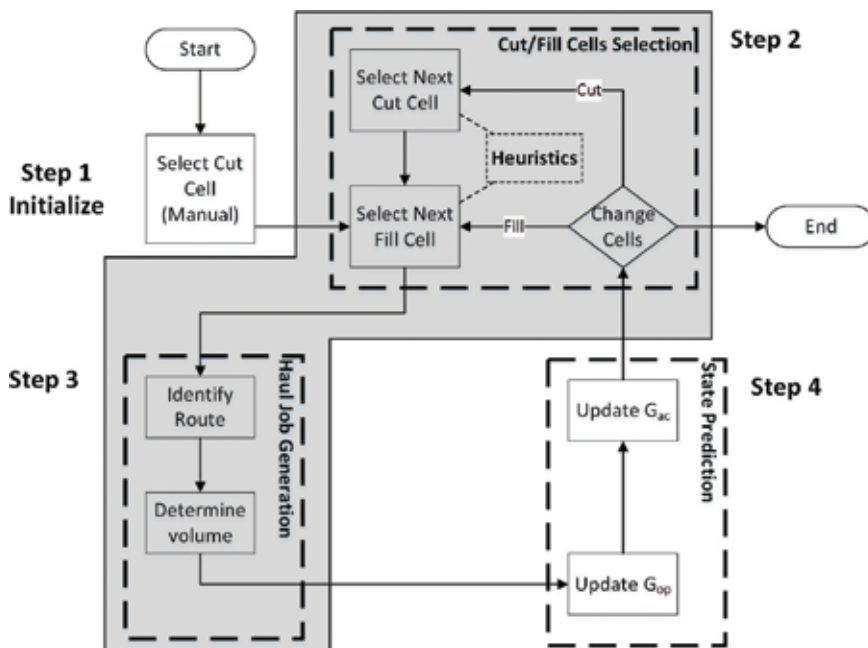 Start
Step 1
Initialize
Select Cut
Cell
(Manual)
Cut/Fill Cells Selection
Step 2
Select Next
Cut Cell
Cut
Heuristics
Select Next
Fill Cell
Fill
Change
Cells
End
Step 3
Haul Job Generation
Identify
Route
Determine
volume
State Prediction
Step 4
Update Gac
Update Gop